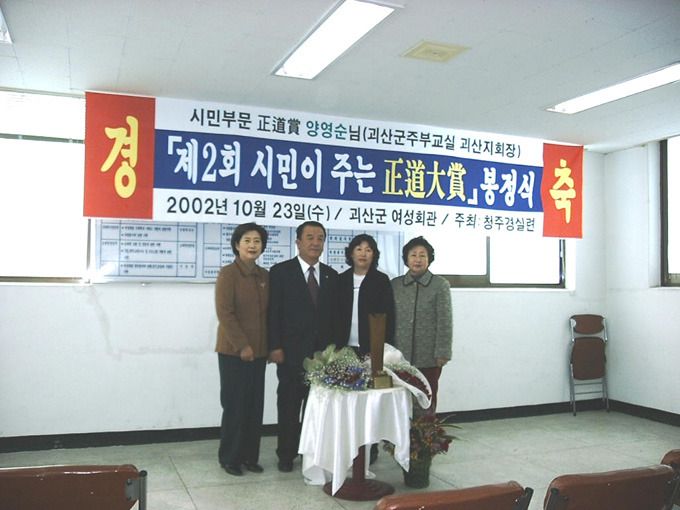 경 축
시민부문 正道賞 양영순님(괴산군주부교실 괴산지회장)
「제2회 시민이 주는 正道大賞」봉정식
2002년 10월 23일(수) / 괴산군 여성회관 / 주최: 청주경실련